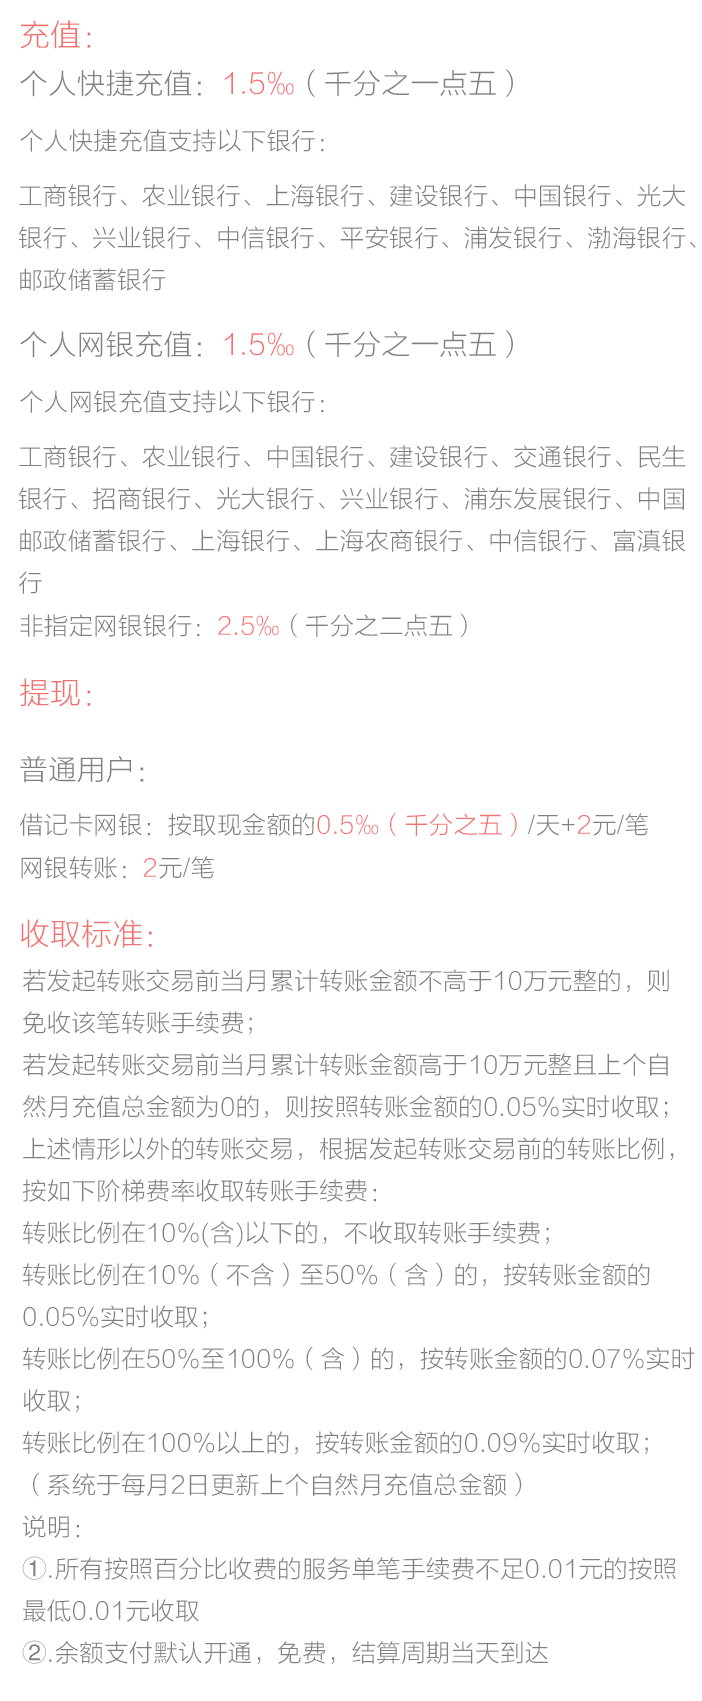 充值：
个人快捷充值：1.5‰（千分之一点五）
个人快捷充值支持以下银行：
工商银行、农业银行、上海银行、建设银行、中国银行、光大
银行、兴业银行、中信银行、平安银行、浦发银行、渤海银行、
邮政储蓄银行
个人网银充值：1.5‰（千分之一点五）
个人网银充值支持以下银行：
工商银行、农业银行、中国银行、建设银行、交通银行、民生
银行、招商银行、光大银行、兴业银行、浦东发展银行、中国
邮政储蓄银行、上海银行、上海农商银行、中信银行、富滇银
行
非指定网银银行：2.5‰（千分之二点五）
提现：
普通用户：
借记卡网银：按取现金额的0.5‰（千分之五）/天+2元/笔
网银转账：2元/笔
收取标准：
若发起转账交易前当月累计转账金额不高于10万元整的，则
免收该笔转账手续费；
若发起转账交易前当月累计转账金额高于10万元整且上个自
然月充值总金额为0的，则按照转账金额的0.05%实时收取；
上述情形以外的转账交易，根据发起转账交易前的转账比例，
按如下阶梯费率收取转账手续费：
转账比例在10%(含)以下的，不收取转账手续费；
转账比例在10%（不含）至50%（含）的，按转账金额的
0.05%实时收取；
转账比例在50%至100%（含）的，按转账金额的0.07%实时
收取；
转账比例在100%以上的，按转账金额的0.09%实时收取；
（系统于每月2日更新上个自然月充值总金额）
说明：
①.所有按照百分比收费的服务单笔手续费不足0.01元的按照
最低0.01元收取
②.余额支付默认开通，免费，结算周期当天到达